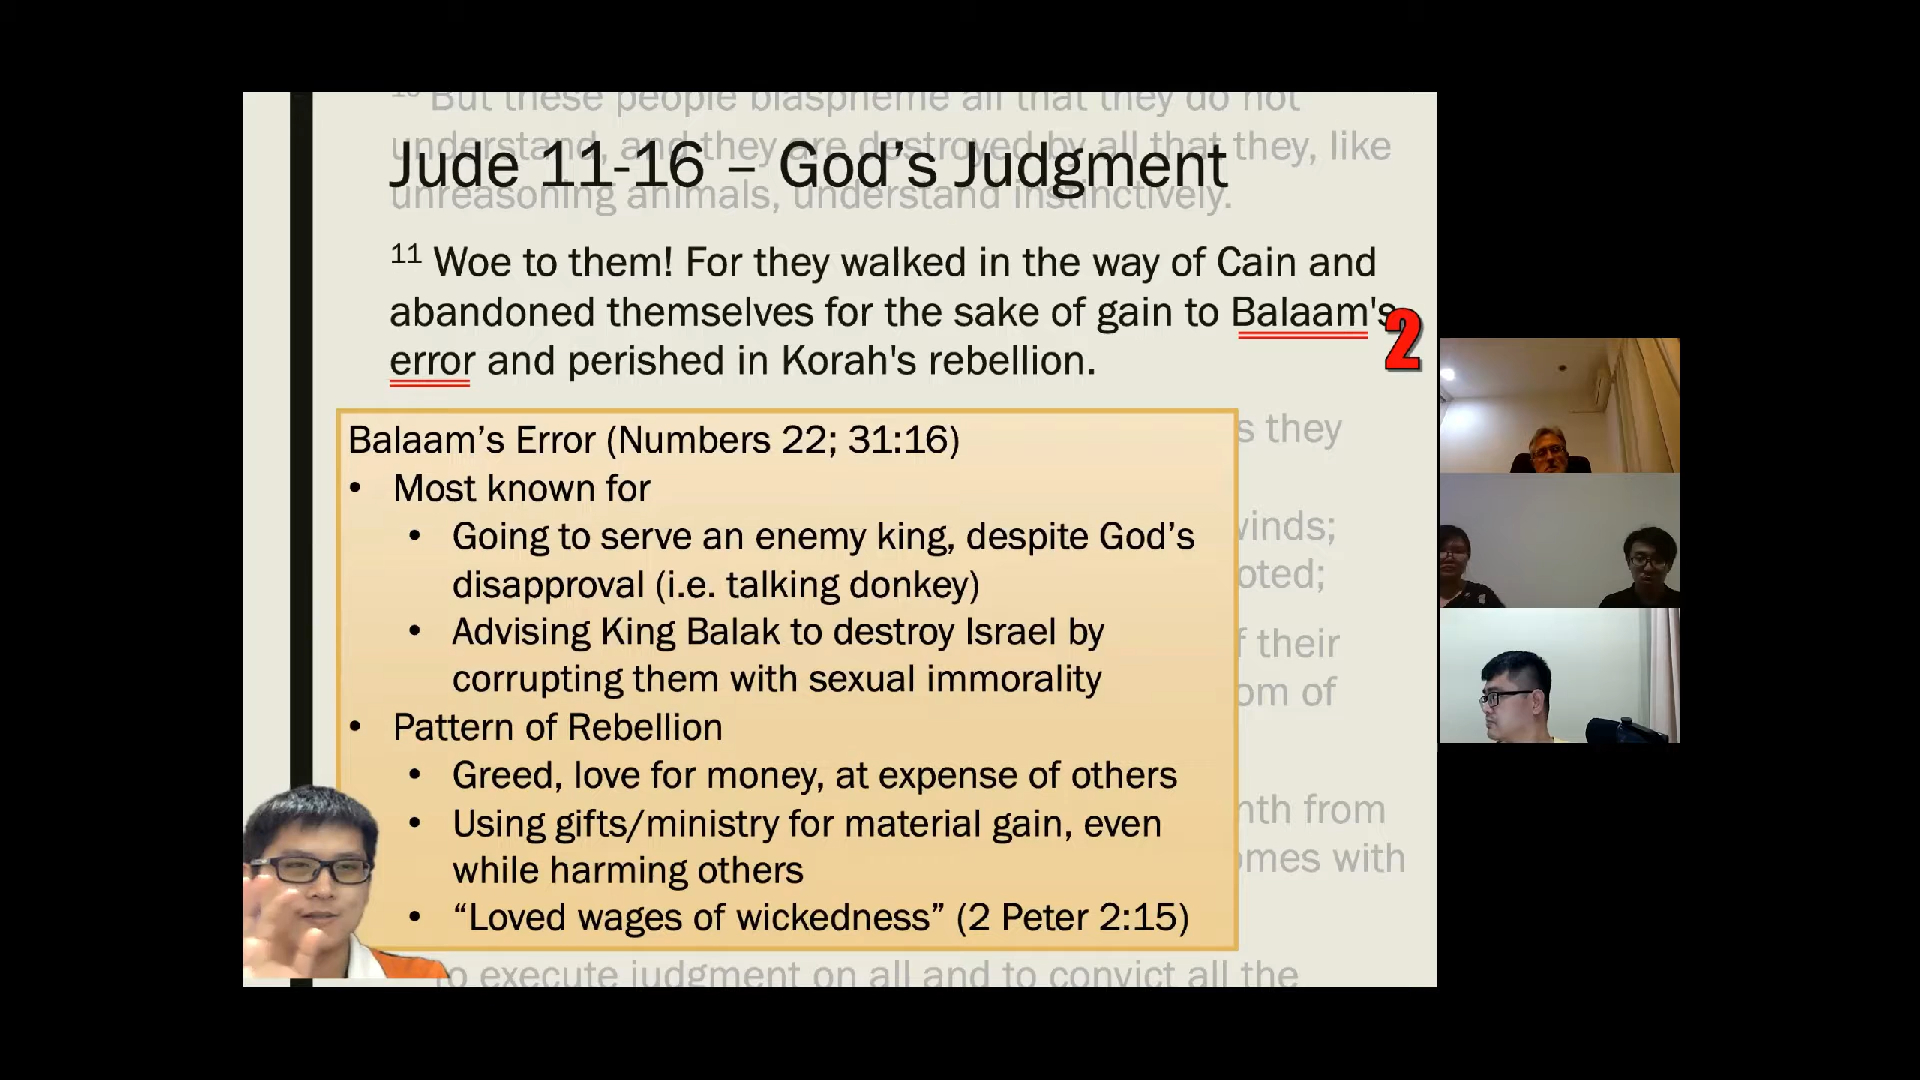 10 But these people blaspheme all that they do not
understand, and they are destroyed by all that they, like
Jude 11-16 – God’s Judgment
unreasoning animals, understand instinctively.
11 Woe to them! For they walked in the way of Cain and
abandoned themselves for the sake of gain to Balaam's
2
error and perished in Korah's rebellion.
s they
Balaam’s Error (Numbers 22; 31:16)
• Most known for
winds;
• Going to serve an enemy king, despite God’s
oted;
disapproval (i.e. talking donkey)
• Advising King Balak to destroy Israel by
f their
corrupting them with sexual immorality
om of
• Pattern of Rebellion
• Greed, love for money, at expense of others
nth from
• Using gifts/ministry for material gain, even
omes with
while harming others
• “Loved wages of wickedness” (2 Peter 2:15)
to execute judgment on all and to convict all the